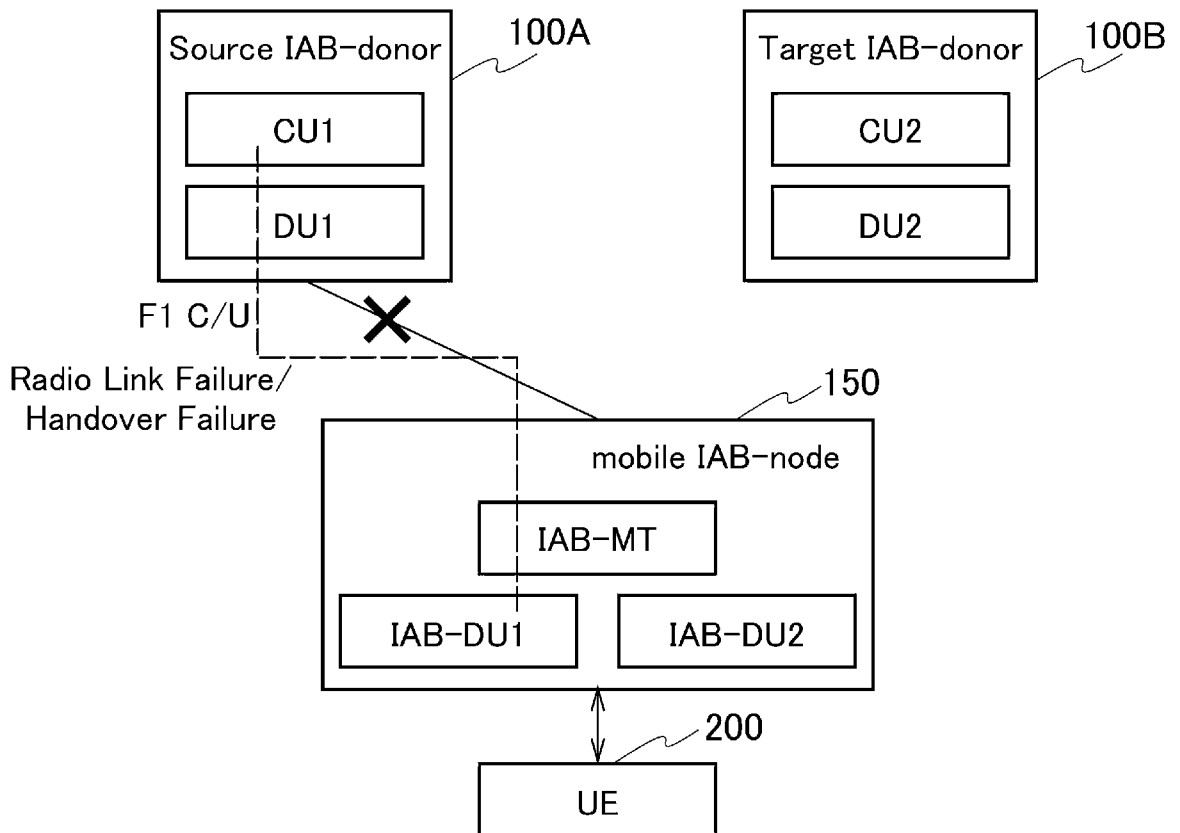 Source IAB-donor
100A
CU1
DU1
Target IAB-donor
100B
CU2
DU2
F1 C/U
Radio Link Failure/
Handover Failure
150
mobile IAB-node
IAB-MT
IAB-DU1
IAB-DU2
200
UE